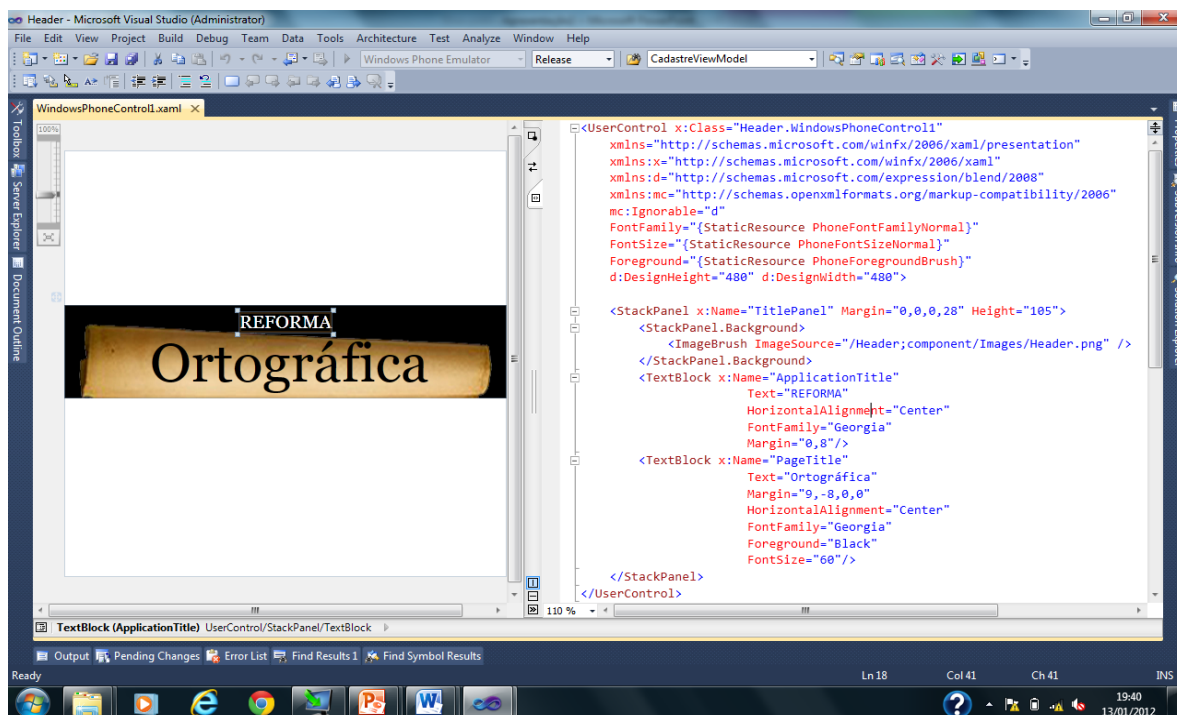 Header - Microsoft Visual Studio (Administrator)
File Edit View Project Build Debug Team Data Tools Architecture Test Analyze Window Help
Windows Phone Emulator Release CadastreViewModel
WindowsPhoneControl1.xaml
Toolbox
Server Explorer
Document Outline
100%
REFORMA
Ortográfica
<UserControl x:Class="Header.WindowsPhoneControl1"
xmlns="http://schemas.microsoft.com/winfx/2006/xaml/presentation"
xmlns:x="http://schemas.microsoft.com/winfx/2006/xaml"
xmlns:d="http://schemas.microsoft.com/expression/blend/2008"
xmlns:mc="http://schemas.openxmlformats.org/markup-compatibility/2006"
mc:Ignorable="d"
FontFamily="{StaticResource PhoneFontFamilyNormal}"
FontSize="{StaticResource PhoneFontSizeNormal}"
Foreground="{StaticResource PhoneForegroundBrush}"
d:DesignHeight="480" d:DesignWidth="480">
<StackPanel x:Name="TitlePanel" Margin="0,0,0,28" Height="105">
<StackPanel.Background>
<ImageBrush ImageSource="/Header;component/Images/Header.png" />
</StackPanel.Background>
<TextBlock x:Name="ApplicationTitle"
Text="REFORMA"
HorizontalAlignment="Center"
FontFamily="Georgia"
Margin="0,8"/>
<TextBlock x:Name="PageTitle"
Text="Ortográfica"
Margin="9,-8,0,0"
HorizontalAlignment="Center"
FontFamily="Georgia"
Foreground="Black"
FontSize="60"/>
</StackPanel>
</UserControl>
110 %
TextBlock (ApplicationTitle) UserControl/StackPanel/TextBlock
Output Pending Changes Error List Find Results 1 Find Symbol Results
Ready Ln 18 Col 41 Ch 41 INS
19:40
13/01/2012